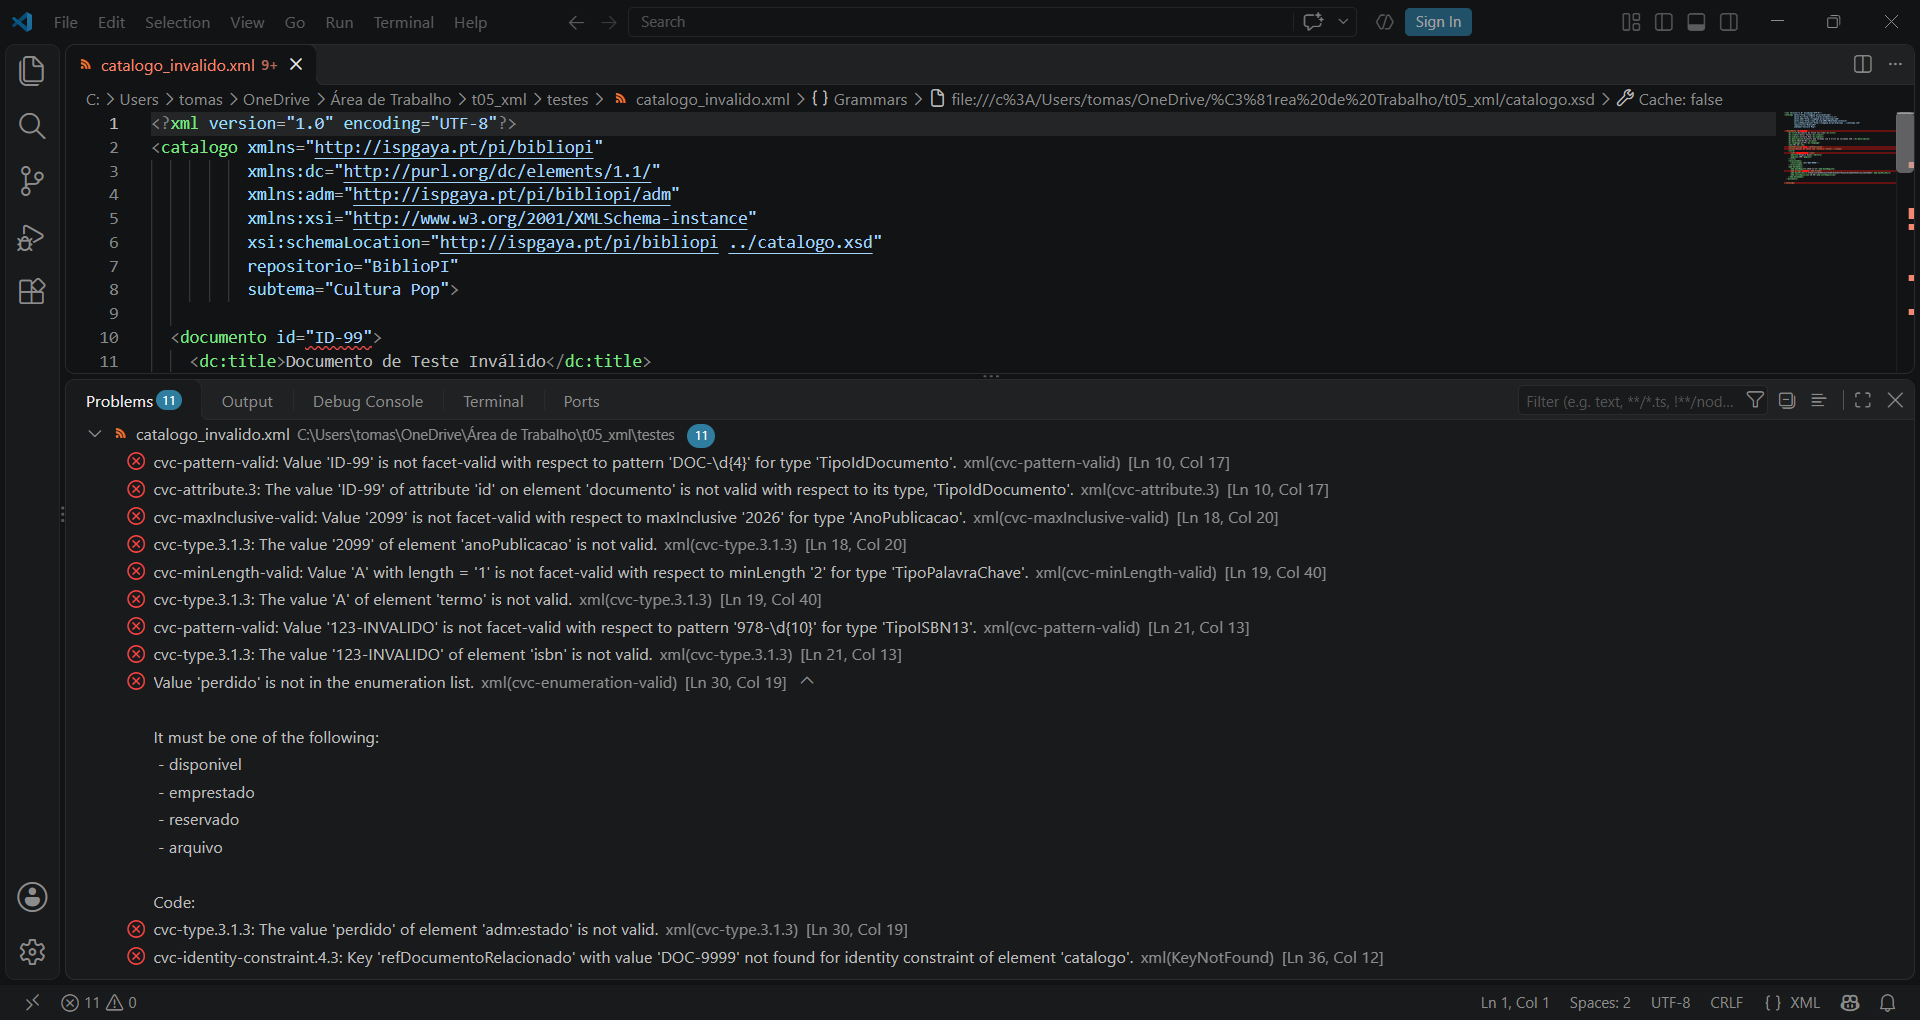 File Edit Selection View Go Run Terminal Help Search Sign In
catalogo_invalido.xml 9+
C: > Users > tomas > OneDrive > Área de Trabalho > t05_xml > testes > catalogo_invalido.xml > {} Grammars > file:///c%3A/Users/tomas/OneDrive/%C3%81rea%20de%20Trabalho/t05_xml/catalogo.xsd > Cache: false
1 <?xml version="1.0" encoding="UTF-8"?>
2 <catalogo xmlns="http://ispgaya.pt/pi/bibliopi"
3 xmlns:dc="http://purl.org/dc/elements/1.1/"
4 xmlns:adm="http://ispgaya.pt/pi/bibliopi/adm"
5 xmlns:xsi="http://www.w3.org/2001/XMLSchema-instance"
6 xsi:schemaLocation="http://ispgaya.pt/pi/bibliopi ../catalogo.xsd"
7 repositorio="BiblioPI"
8 subtema="Cultura Pop">
9
10 <documento id="ID-99">
11 <dc:title>Documento de Teste Inválido</dc:title>
Problems 11 Output Debug Console Terminal Ports Filter (e.g. text, **/*.ts, !**/nod...
catalogo_invalido.xml C:\Users\tomas\OneDrive\Área de Trabalho\t05_xml\testes 11
cvc-pattern-valid: Value 'ID-99' is not facet-valid with respect to pattern 'DOC-\d{4}' for type 'TipoIdDocumento'. xml(cvc-pattern-valid) [Ln 10, Col 17]
cvc-attribute.3: The value 'ID-99' of attribute 'id' on element 'documento' is not valid with respect to its type, 'TipoIdDocumento'. xml(cvc-attribute.3) [Ln 10, Col 17]
cvc-maxInclusive-valid: Value '2099' is not facet-valid with respect to maxInclusive '2026' for type 'AnoPublicacao'. xml(cvc-maxInclusive-valid) [Ln 18, Col 20]
cvc-type.3.1.3: The value '2099' of element 'anoPublicacao' is not valid. xml(cvc-type.3.1.3) [Ln 18, Col 20]
cvc-minLength-valid: Value 'A' with length = '1' is not facet-valid with respect to minLength '2' for type 'TipoPalavraChave'. xml(cvc-minLength-valid) [Ln 19, Col 40]
cvc-type.3.1.3: The value 'A' of element 'termo' is not valid. xml(cvc-type.3.1.3) [Ln 19, Col 40]
cvc-pattern-valid: Value '123-INVALIDO' is not facet-valid with respect to pattern '978-\d{10}' for type 'TipoISBN13'. xml(cvc-pattern-valid) [Ln 21, Col 13]
cvc-type.3.1.3: The value '123-INVALIDO' of element 'isbn' is not valid. xml(cvc-type.3.1.3) [Ln 21, Col 13]
Value 'perdido' is not in the enumeration list. xml(cvc-enumeration-valid) [Ln 30, Col 19]
It must be one of the following:
- disponivel
- emprestado
- reservado
- arquivo
Code:
cvc-type.3.1.3: The value 'perdido' of element 'adm:estado' is not valid. xml(cvc-type.3.1.3) [Ln 30, Col 19]
cvc-identity-constraint.4.3: Key 'refDocumentoRelacionado' with value 'DOC-9999' not found for identity constraint of element 'catalogo'. xml(KeyNotFound) [Ln 36, Col 12]
11 0 Ln 1, Col 1 Spaces: 2 UTF-8 CRLF {} XML